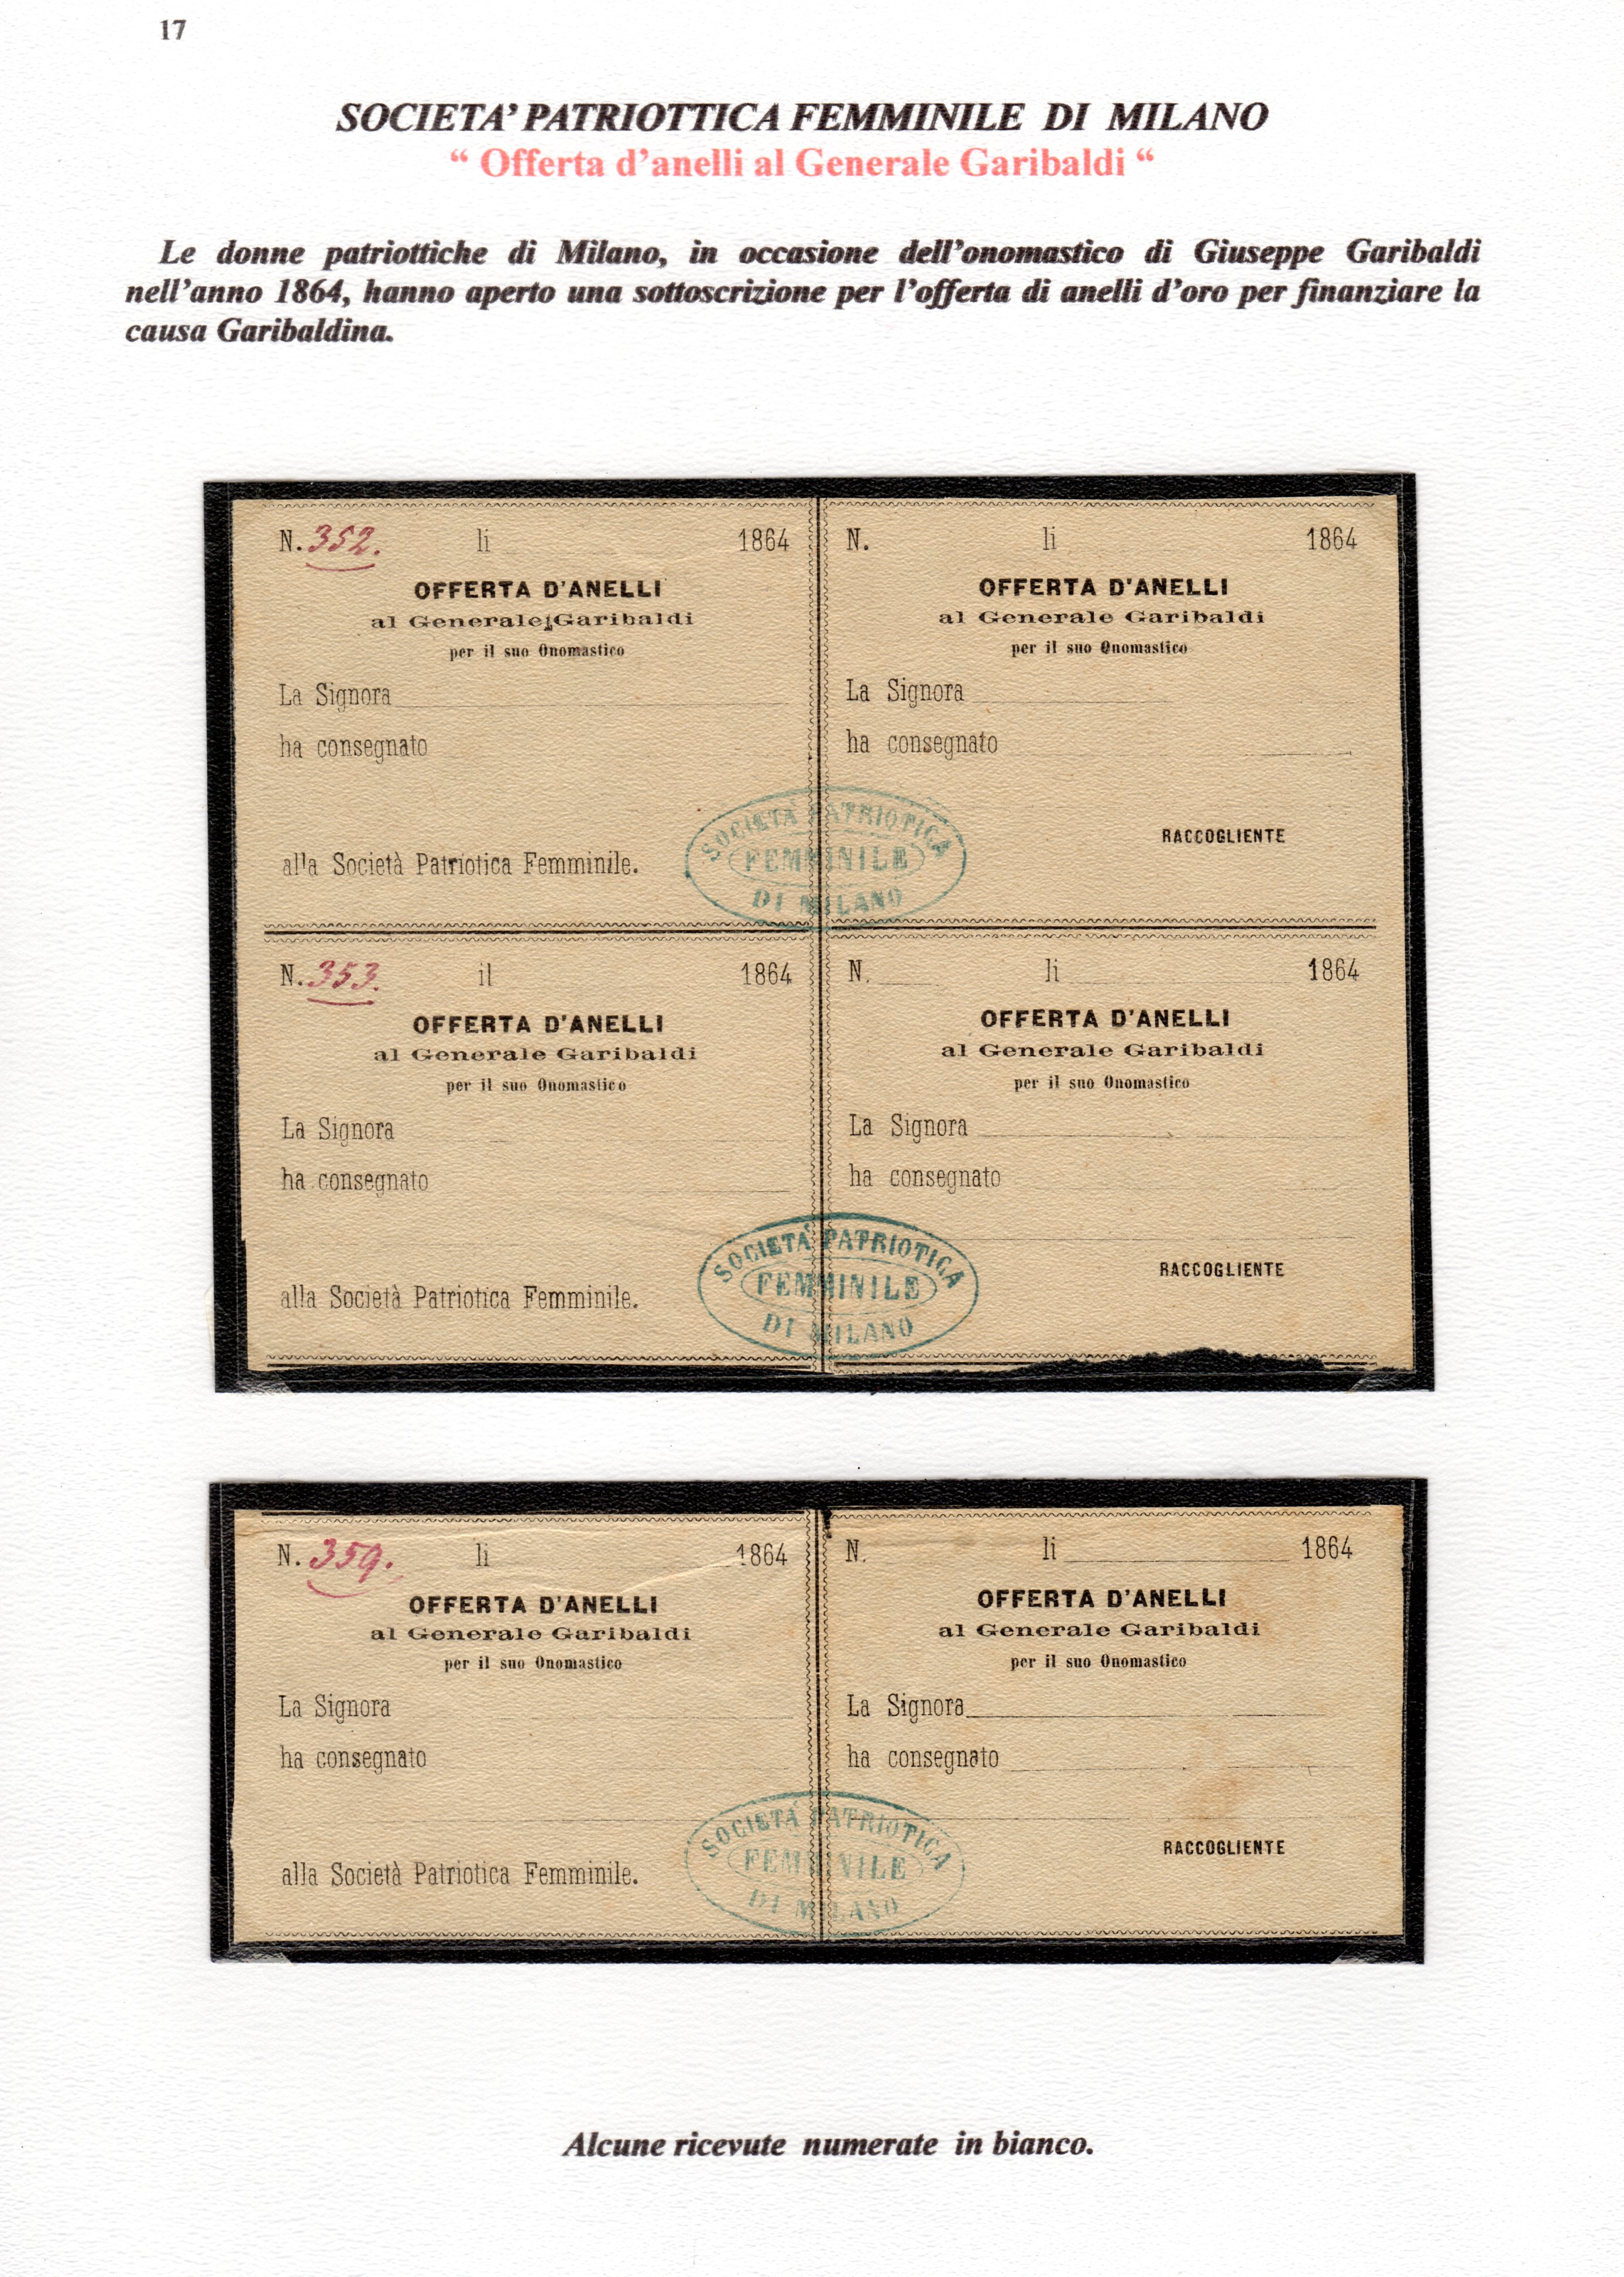 17
SOCIETA’ PATRIOTTICA FEMMINILE DI MILANO
“ Offerta d’anelli al Generale Garibaldi “
Le donne patriottiche di Milano, in occasione dell’onomastico di Giuseppe Garibaldi
nell’anno 1864, hanno aperto una sottoscrizione per l’offerta di anelli d’oro per finanziare la
causa Garibaldina.
N. 352. li 1864
OFFERTA D'ANELLI
al Generale Garibaldi
per il suo Onomastico
La Signora
ha consegnato
alla Società Patriotica Femminile.
N. li 1864
OFFERTA D'ANELLI
al Generale Garibaldi
per il suo Onomastico
La Signora
ha consegnato
RACCOGLIENTE
SOCIETÀ PATRIOTICA
FEMMINILE
DI MILANO
N. 353. il 1864
OFFERTA D'ANELLI
al Generale Garibaldi
per il suo Onomastico
La Signora
ha consegnato
alla Società Patriotica Femminile.
N. li 1864
OFFERTA D'ANELLI
al Generale Garibaldi
per il suo Onomastico
La Signora
ha consegnato
RACCOGLIENTE
SOCIETÀ PATRIOTICA
FEMMINILE
DI MILANO
N. 359. li 1864
OFFERTA D'ANELLI
al Generale Garibaldi
per il suo Onomastico
La Signora
ha consegnato
alla Società Patriotica Femminile.
N. li 1864
OFFERTA D'ANELLI
al Generale Garibaldi
per il suo Onomastico
La Signora
ha consegnato
RACCOGLIENTE
SOCIETÀ PATRIOTICA
FEMMINILE
DI MILANO
Alcune ricevute numerate in bianco.